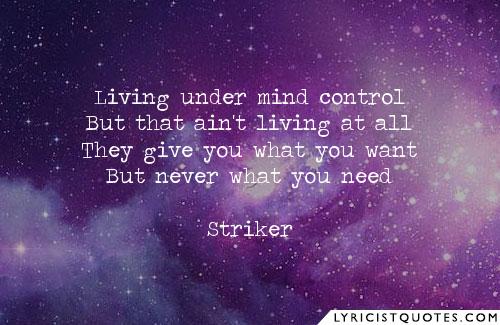 Living under mind control
But that ain't living at all
They give you what you want
But never what you need
Striker
LYRICISTQUOTES.COM